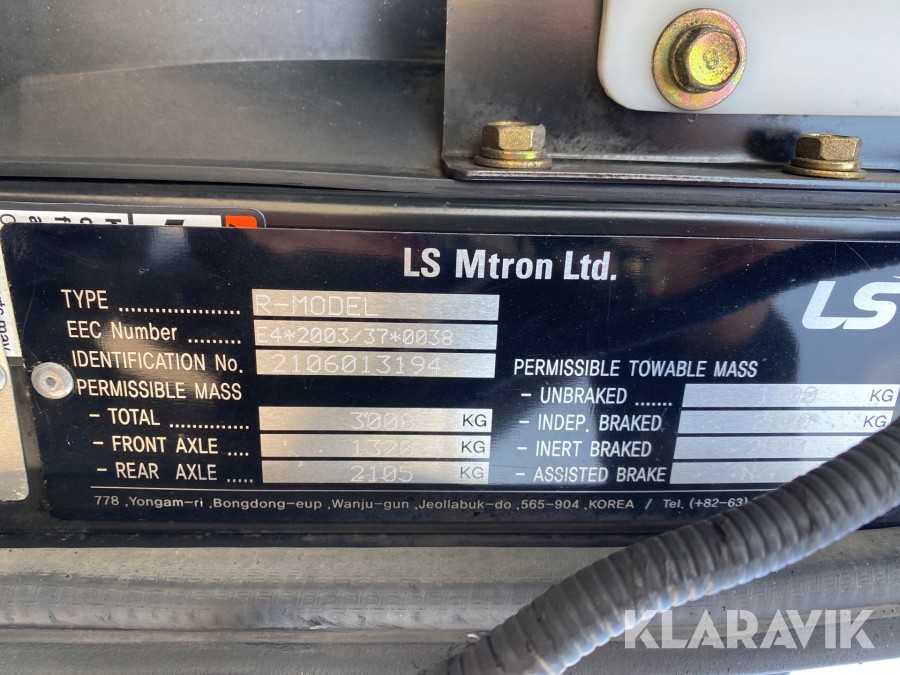 LS Mtron Ltd.
LS
TYPE R-MODEL
EEC Number E4*2003/37*0038
IDENTIFICATION No. 2106013194
PERMISSIBLE MASS
- TOTAL 3000 KG
- FRONT AXLE 1320 KG
- REAR AXLE 2105 KG
PERMISSIBLE TOWABLE MASS
- UNBRAKED KG
- INDEP. BRAKED KG
- INERT BRAKED
- ASSISTED BRAKE
778 ,Yongam-ri ,Bongdong-eup ,Wanju-gun ,Jeollabuk-do ,565-904 ,KOREA / Tel. (+82-63)
KLARAVIK